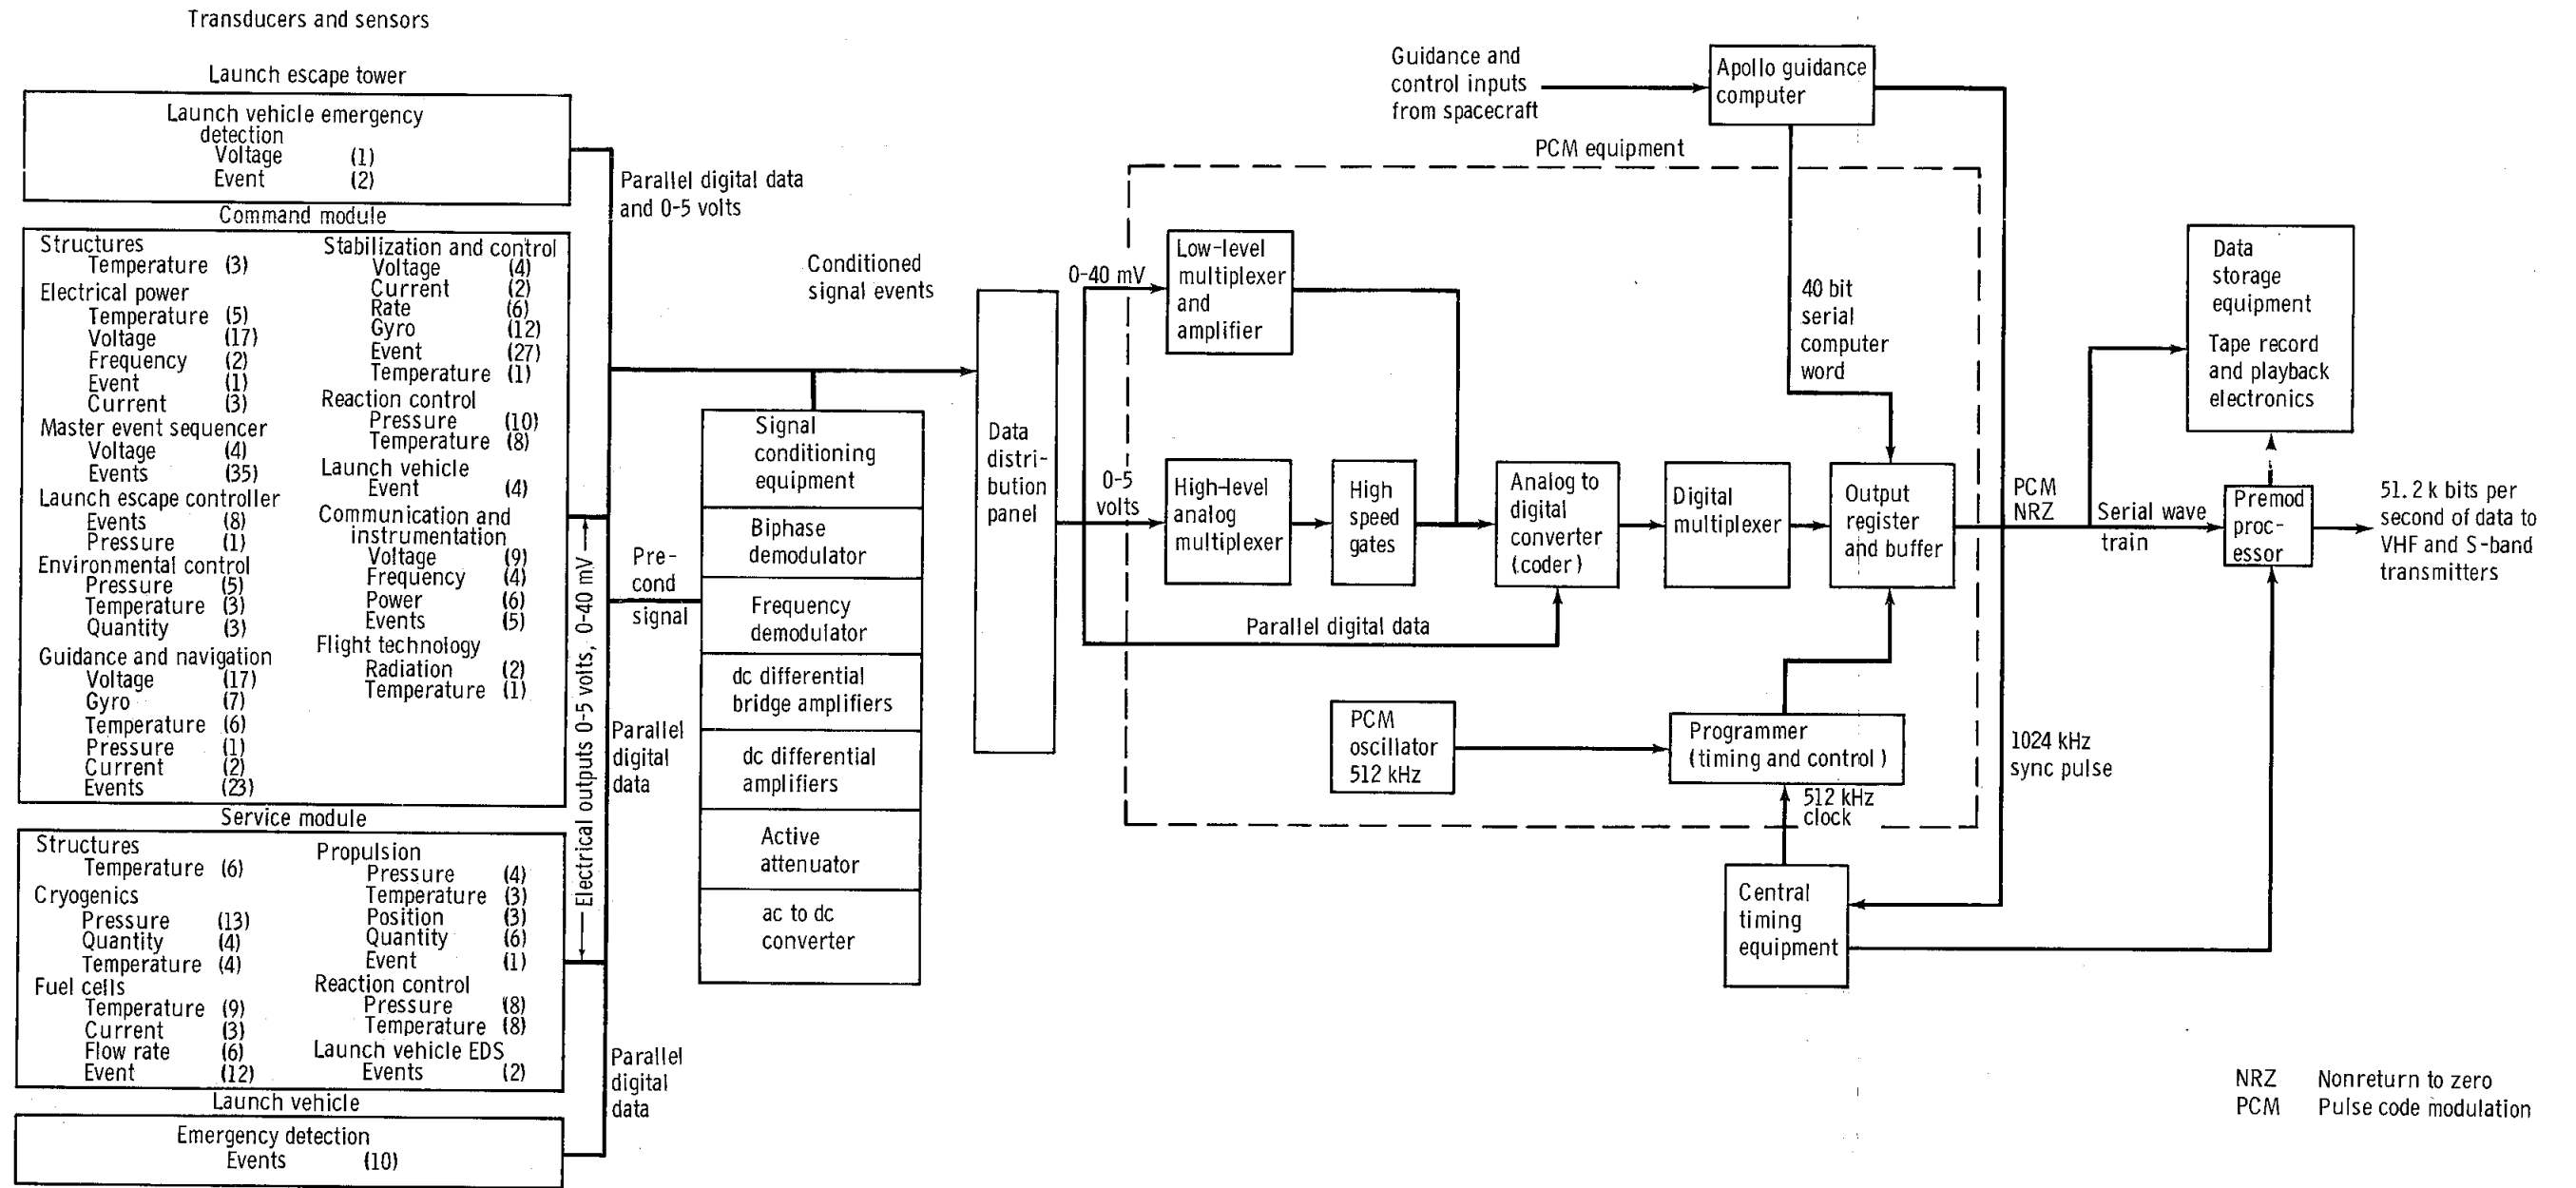 Transducers and sensors
Launch escape tower
Launch vehicle emergency
detection
Voltage (1)
Event (2)
Command module
Structures
Temperature (3)
Electrical power
Temperature (5)
Voltage (17)
Frequency (2)
Event (1)
Current (3)
Master event sequencer
Voltage (4)
Events (35)
Launch escape controller
Events (8)
Pressure (1)
Environmental control
Pressure (5)
Temperature (3)
Quantity (3)
Guidance and navigation
Voltage (17)
Gyro (7)
Temperature (6)
Pressure (1)
Current (2)
Events (23)
Stabilization and control
Voltage (4)
Current (2)
Rate (6)
Gyro (12)
Event (27)
Temperature (1)
Reaction control
Pressure (10)
Temperature (8)
Launch vehicle
Event (4)
Communication and
instrumentation
Voltage (9)
Frequency (4)
Power (6)
Events (5)
Flight technology
Radiation (2)
Temperature (1)
Service module
Structures
Temperature (6)
Cryogenics
Pressure (13)
Quantity (4)
Temperature (4)
Fuel cells
Temperature (9)
Current (3)
Flow rate (6)
Event (12)
Propulsion
Pressure (4)
Temperature (3)
Position (3)
Quantity (6)
Event (1)
Reaction control
Pressure (8)
Temperature (8)
Launch vehicle EDS
Events (2)
Launch vehicle
Emergency detection
Events (10)
Electrical outputs 0-5 volts, 0-40 mV
Parallel digital data
and 0-5 volts
Pre-
cond
signal
Parallel
digital
data
Parallel
digital
data
Conditioned
signal events
Signal
conditioning
equipment
Biphase
demodulator
Frequency
demodulator
dc differential
bridge amplifiers
dc differential
amplifiers
Active
attenuator
ac to dc
converter
Data
distri-
bution
panel
0-40 mV
0-5
volts
Guidance and
control inputs
from spacecraft
Apollo guidance
computer
PCM equipment
Low-level
multiplexer
and
amplifier
40 bit
serial
computer
word
High-level
analog
multiplexer
High
speed
gates
Analog to
digital
converter
(coder)
Digital
multiplexer
Output
register
and buffer
Parallel digital data
PCM
oscillator
512 kHz
Programmer
(timing and control)
512 kHz
clock
Central
timing
equipment
1024 kHz
sync pulse
PCM
NRZ
Serial wave
train
Data
storage
equipment
Tape record
and playback
electronics
Premod
proc-
essor
51.2 k bits per
second of data to
VHF and S-band
transmitters
NRZ Nonreturn to zero
PCM Pulse code modulation